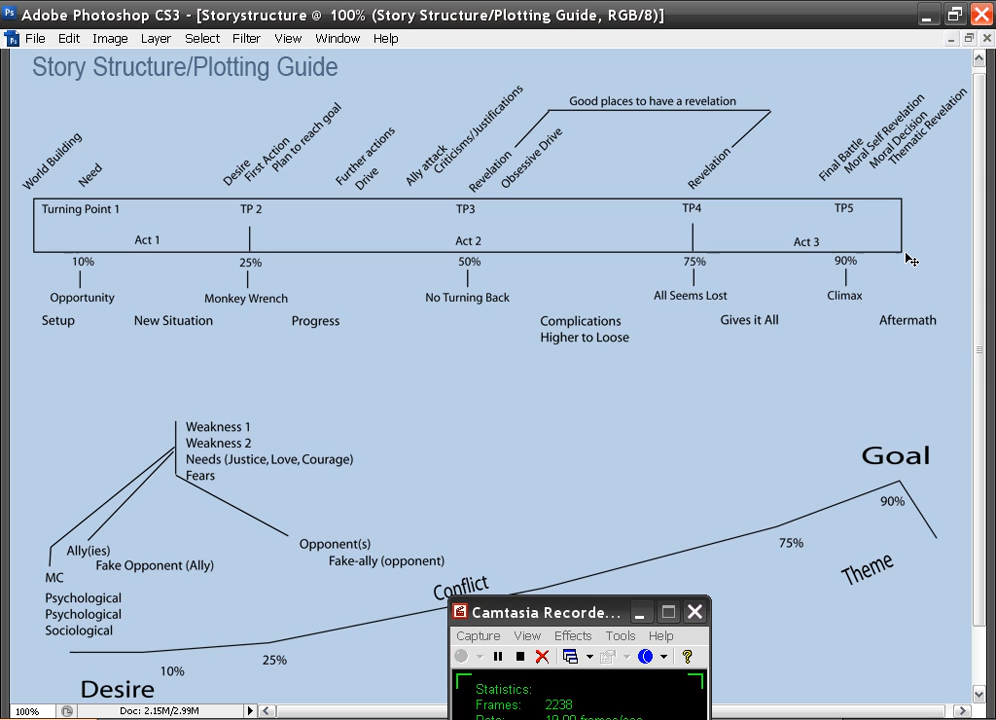 Adobe Photoshop CS3 - [Storystructure @ 100% (Story Structure/Plotting Guide, RGB/8)]
File Edit Image Layer Select Filter View Window Help
Story Structure/Plotting Guide
World Building
Need
Desire
First Action
Plan to reach goal
Further actions
Drive
Ally attack
Criticisms/Justifications
Revelation
Obsessive Drive
Good places to have a revelation
Revelation
Final Battle
Moral Self Revelation
Moral Decision
Thematic Revelation
Turning Point 1 TP 2 TP3 TP4 TP5
Act 1 Act 2 Act 3
10% 25% 50% 75% 90%
Opportunity Monkey Wrench No Turning Back All Seems Lost Climax
Setup New Situation Progress Complications Gives it All Aftermath
Higher to Loose
Weakness 1
Weakness 2
Needs (Justice, Love, Courage)
Fears
Ally(ies)
Fake Opponent (Ally)
MC
Opponent(s)
Fake-ally (opponent)
Psychological
Psychological
Sociological
Goal
90%
75%
Theme
Conflict
25%
10%
Desire
Camtasia Recorde...
Capture View Effects Tools Help
Statistics:
Frames: 2238
100% Doc: 2.15M/2.99M